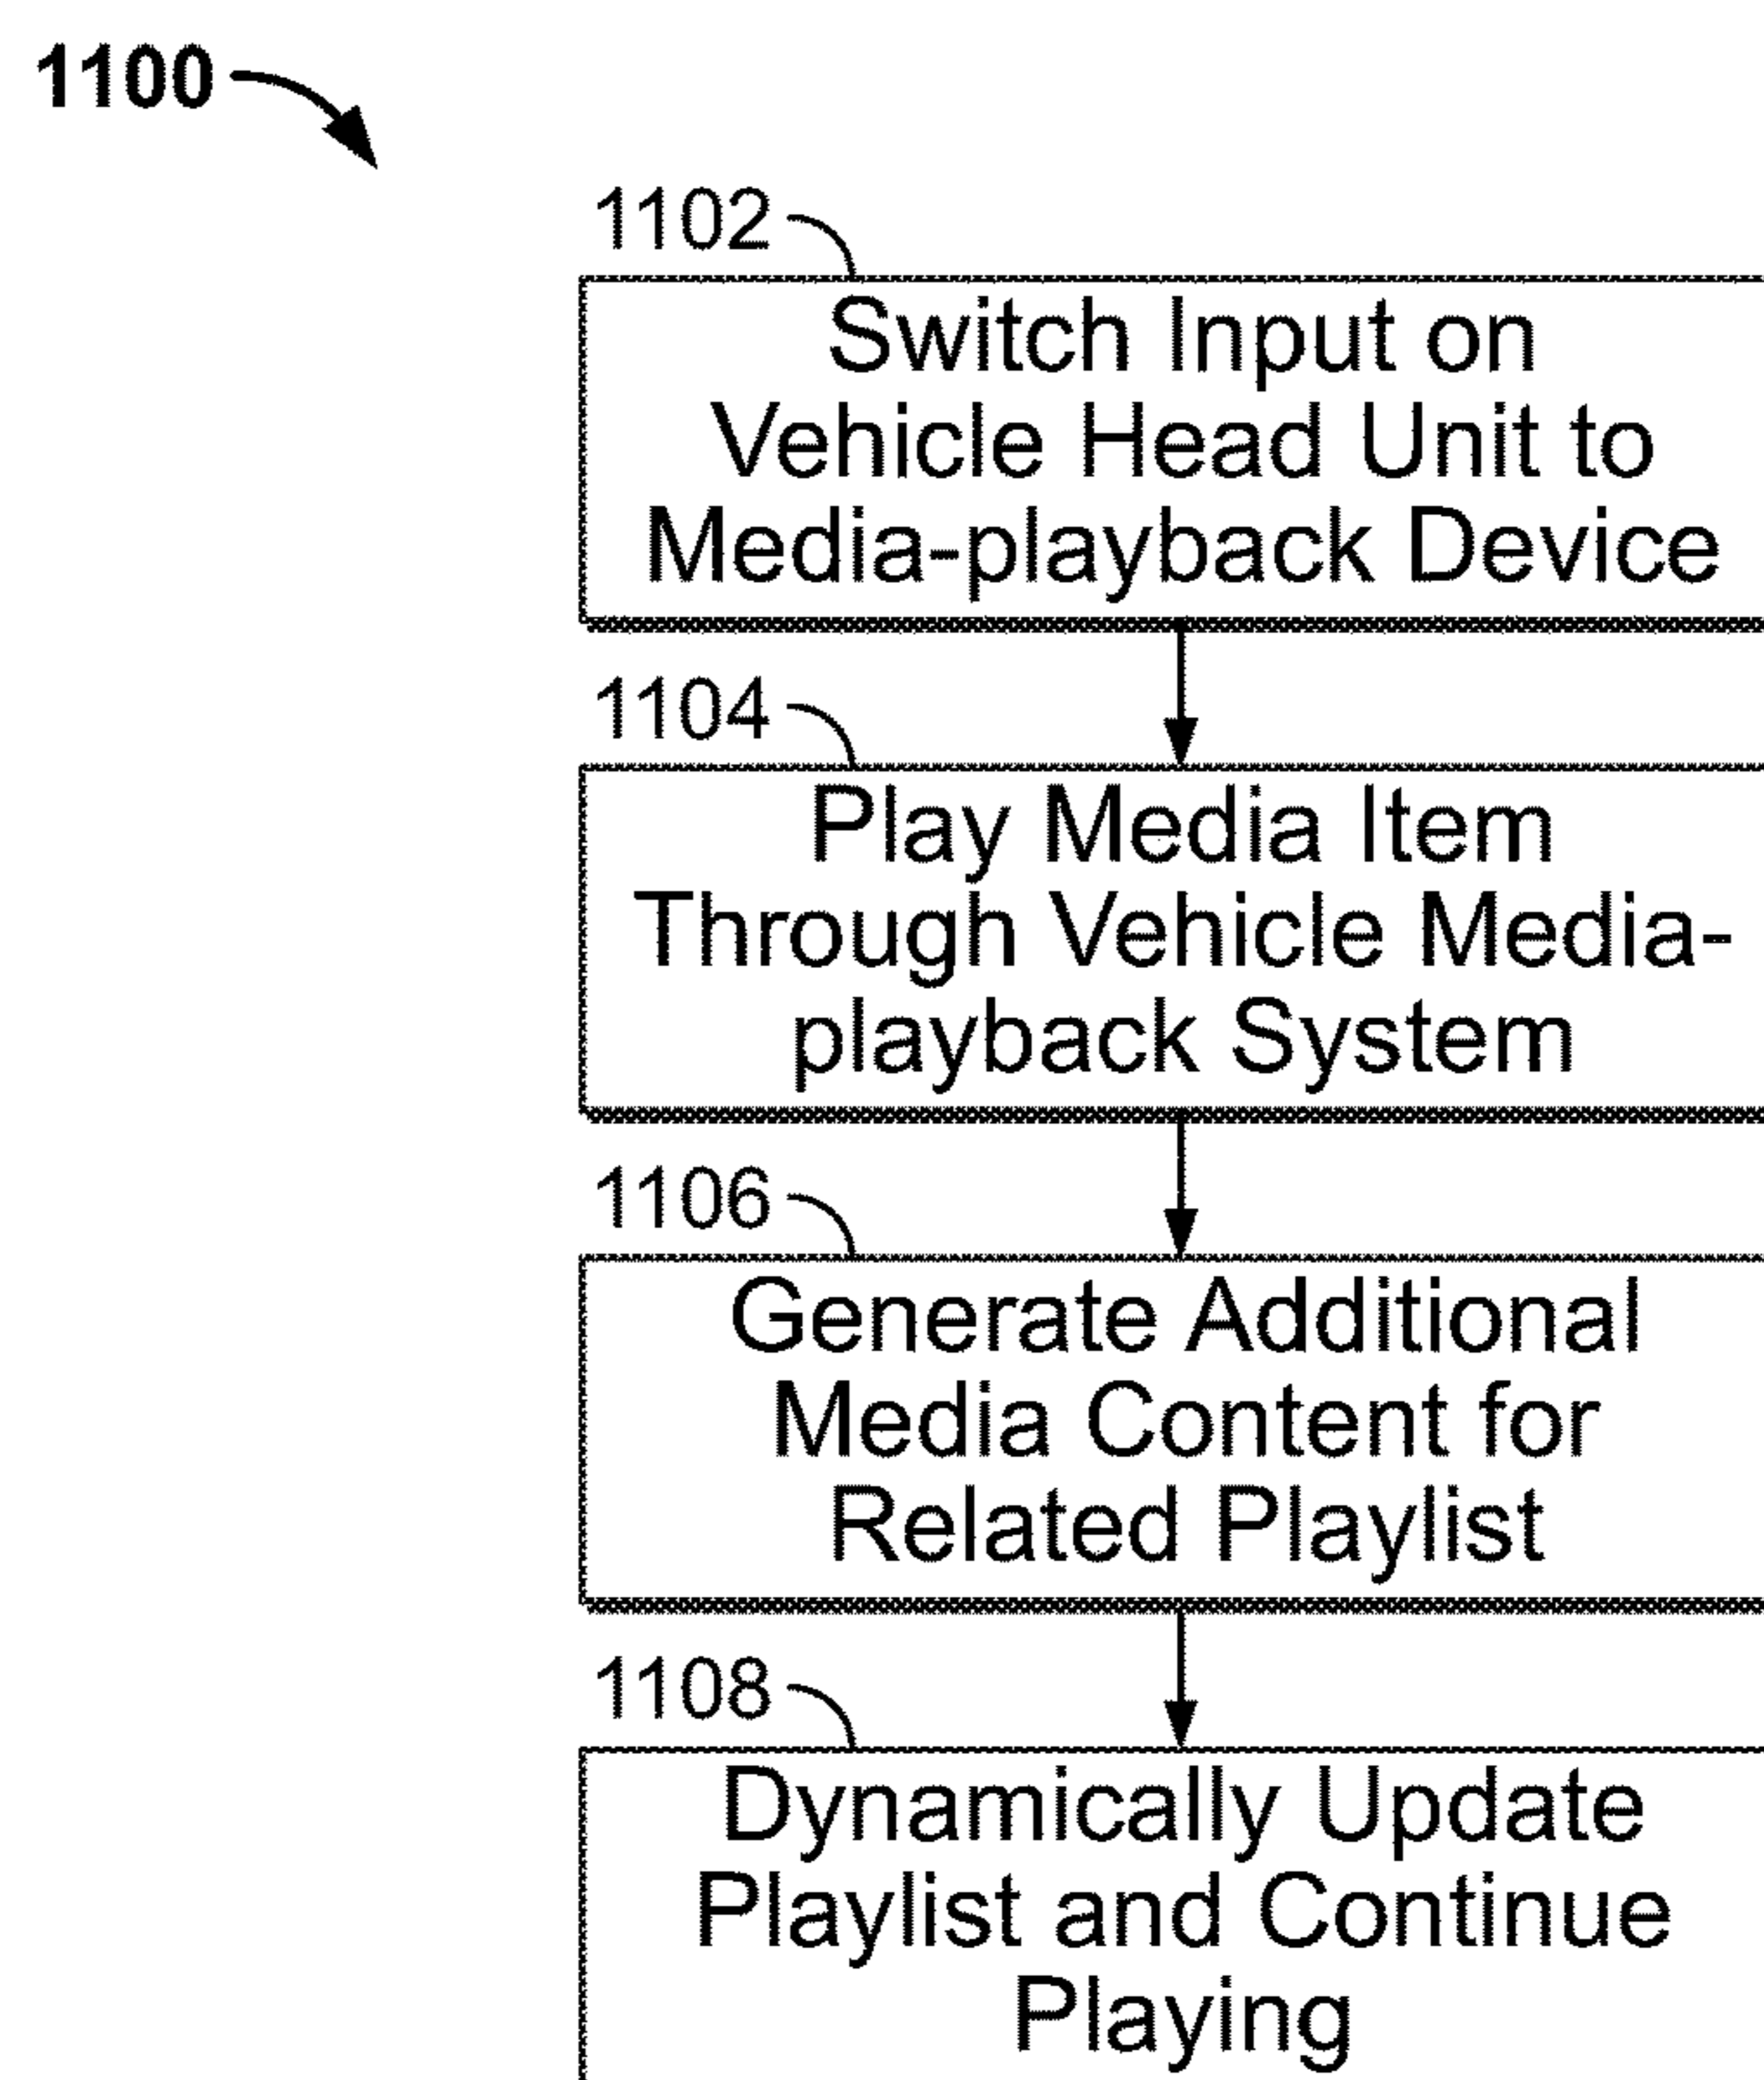 1100
1102
Switch Input on
Vehicle Head Unit to
Media-playback Device
1104
Play Media Item
Through Vehicle Media-
playback System
1106
Generate Additional
Media Content for
Related Playlist
1108
Dynamically Update
Playlist and Continue
Playing